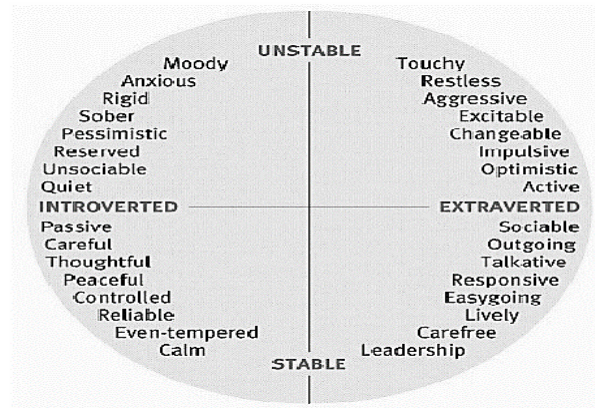 UNSTABLE
Moody
Anxious
Rigid
Sober
Pessimistic
Reserved
Unsociable
Quiet
Touchy
Restless
Aggressive
Excitable
Changeable
Impulsive
Optimistic
Active
INTROVERTED
EXTRAVERTED
Passive
Careful
Thoughtful
Peaceful
Controlled
Reliable
Even-tempered
Calm
Sociable
Outgoing
Talkative
Responsive
Easygoing
Lively
Carefree
Leadership
STABLE